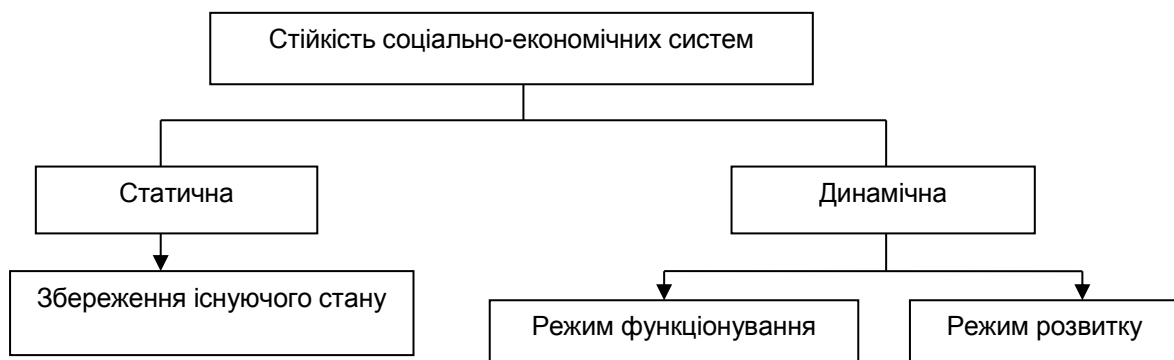 Стійкість соціально-економічних систем
Статична
Динамічна
Збереження існуючого стану
Режим функціонування
Режим розвитку